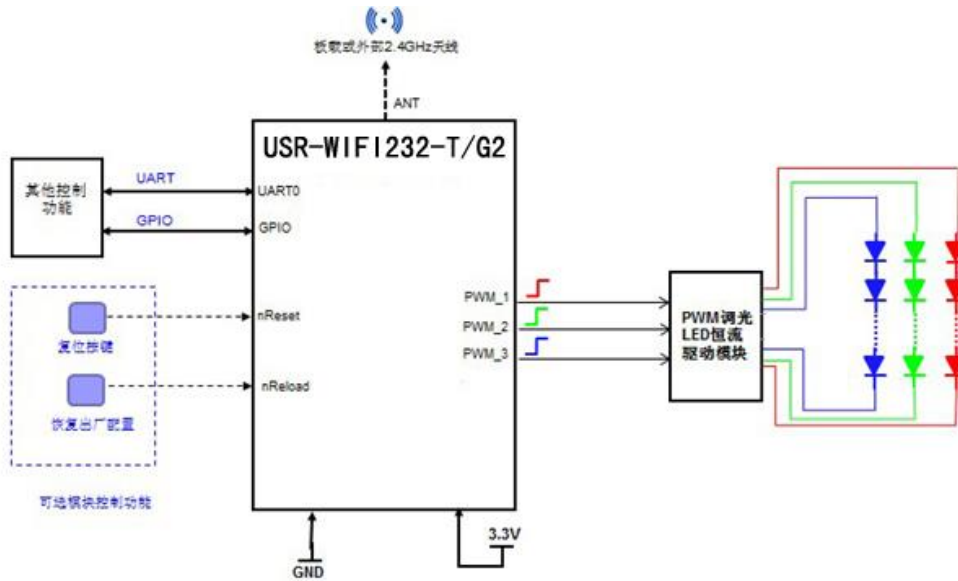 板载或外部2.4GHz天线
ANT
USR-WIFI232-T/G2
其他控制
功能
UART
UART0
GPIO
GPIO
nReset
复位按键
nReload
恢复出厂配置
可选模块控制功能
PWM_1
PWM_2
PWM_3
PWM调光
LED恒流
驱动模块
3.3V
GND